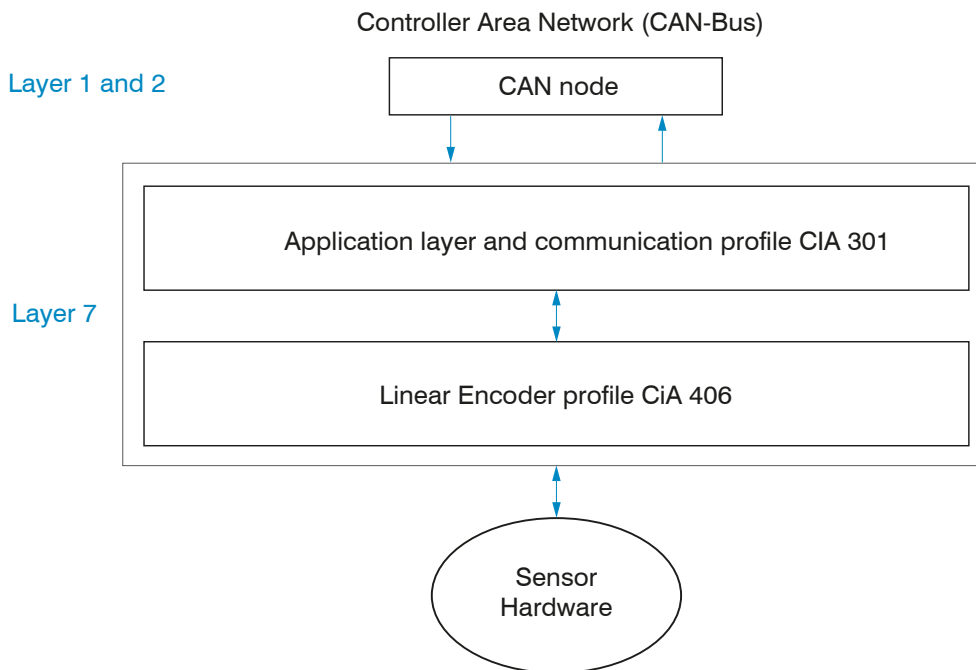 Controller Area Network (CAN-Bus)
Layer 1 and 2
CAN node
Application layer and communication profile CIA 301
Layer 7
Linear Encoder profile CiA 406
Sensor
Hardware